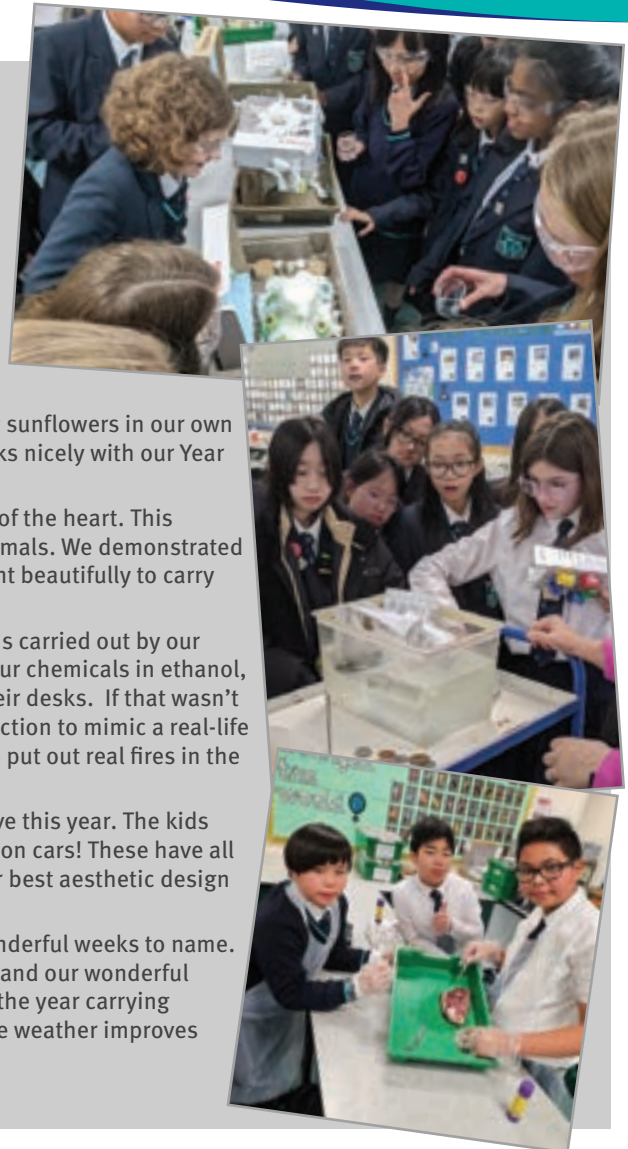 sunflowers in our own
ks nicely with our Year
of the heart. This
mals. We demonstrated
nt beautifully to carry
s carried out by our
ur chemicals in ethanol,
eir desks. If that wasn't
ction to mimic a real-life
put out real fires in the
ve this year. The kids
on cars! These have all
r best aesthetic design
nderful weeks to name.
and our wonderful
the year carrying
e weather improves
world!